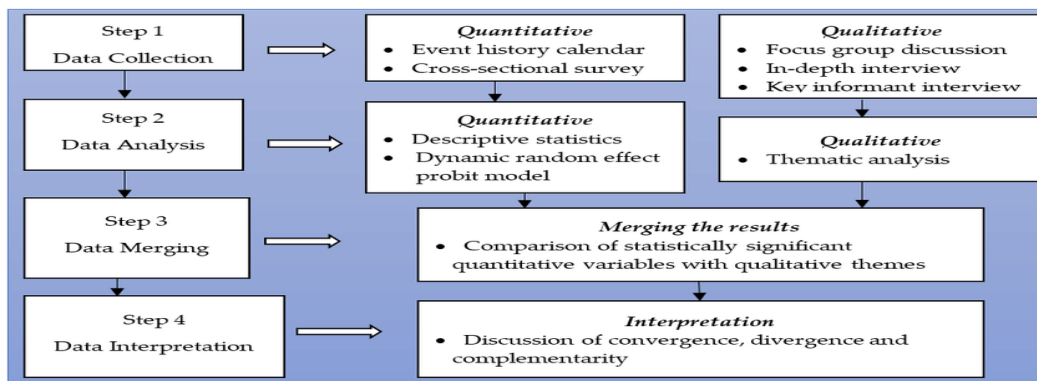 Step 1
Data Collection
Quantitative
• Event history calendar
• Cross-sectional survey
Qualitative
• Focus group discussion
• In-depth interview
• Key informant interview
Step 2
Data Analysis
Quantitative
• Descriptive statistics
• Dynamic random effect
probit model
Qualitative
• Thematic analysis
Step 3
Data Merging
Merging the results
• Comparison of statistically significant
quantitative variables with qualitative themes
Step 4
Data Interpretation
Interpretation
• Discussion of convergence, divergence and
complementarity